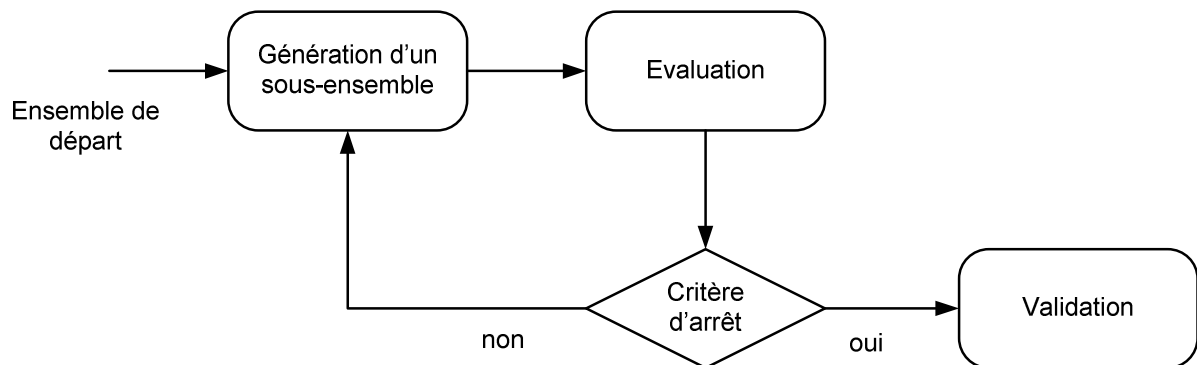 Génération d’un
sous-ensemble
Evaluation
Ensemble de
départ
Critère
d’arrêt
Validation
non
oui